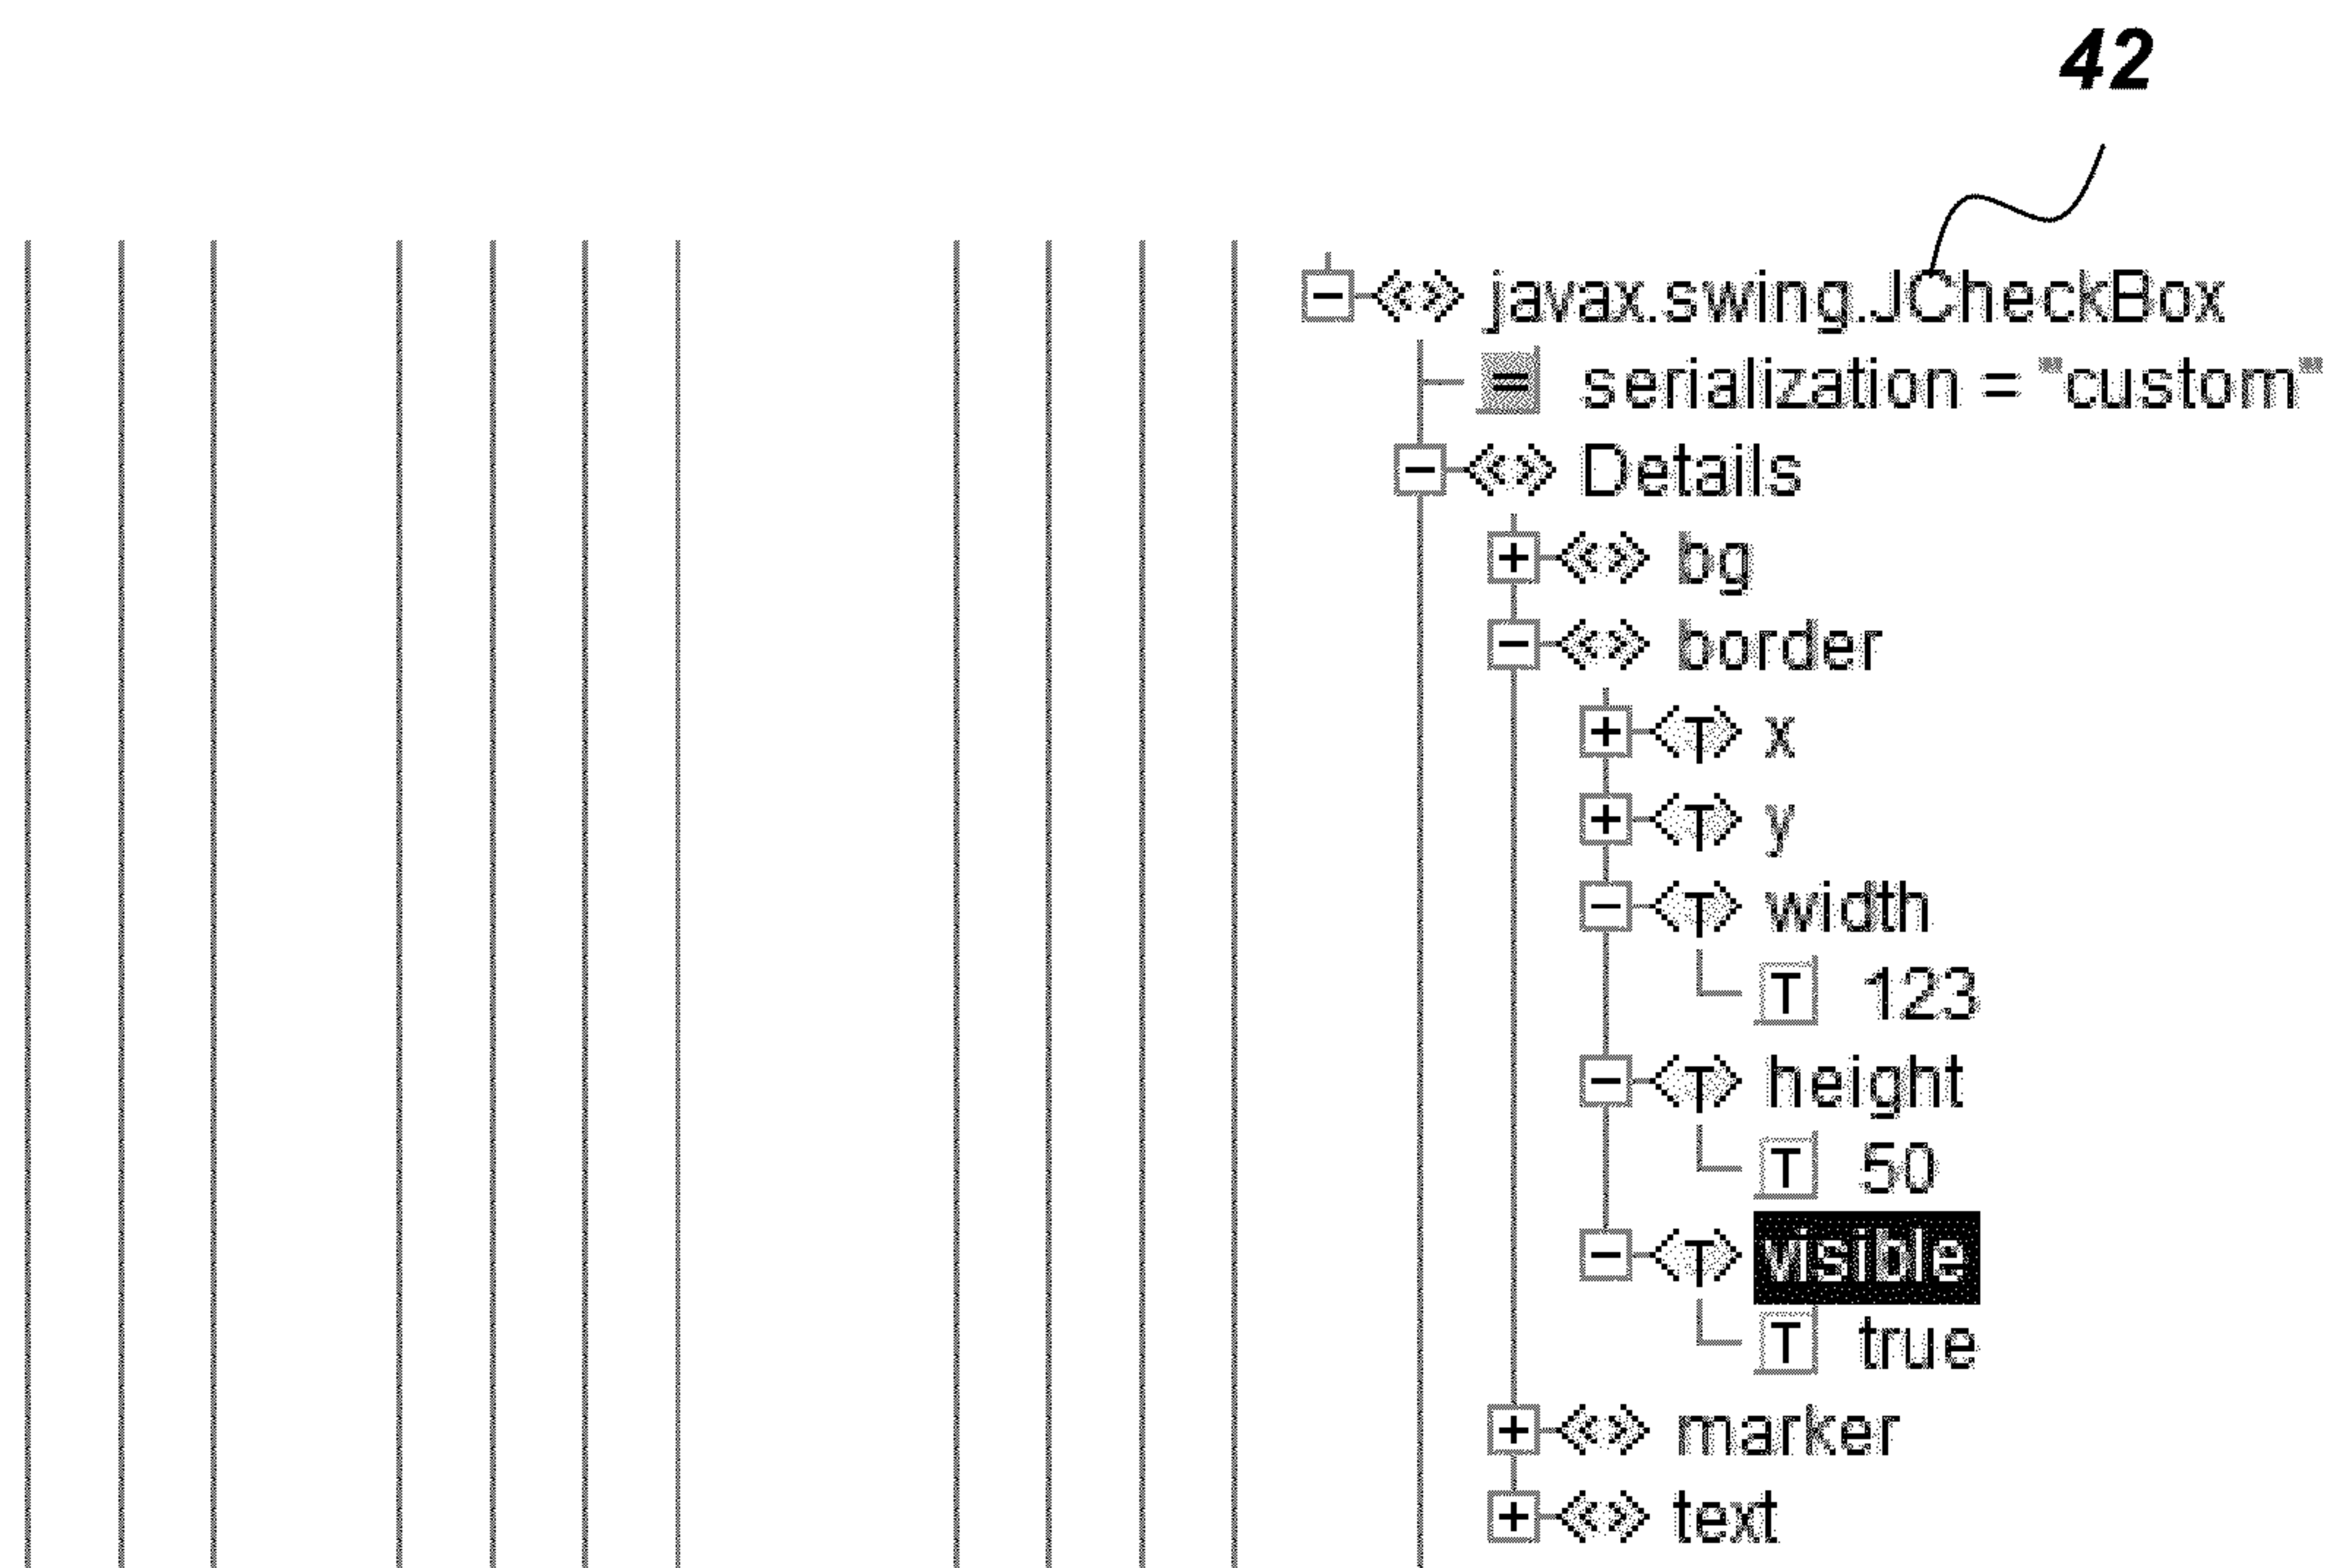 42
javax.swing.JCheckBox
= serialization = "custom"
Details
bg
border
T x
T y
T width
T 123
T height
T 50
T visible
T true
marker
text